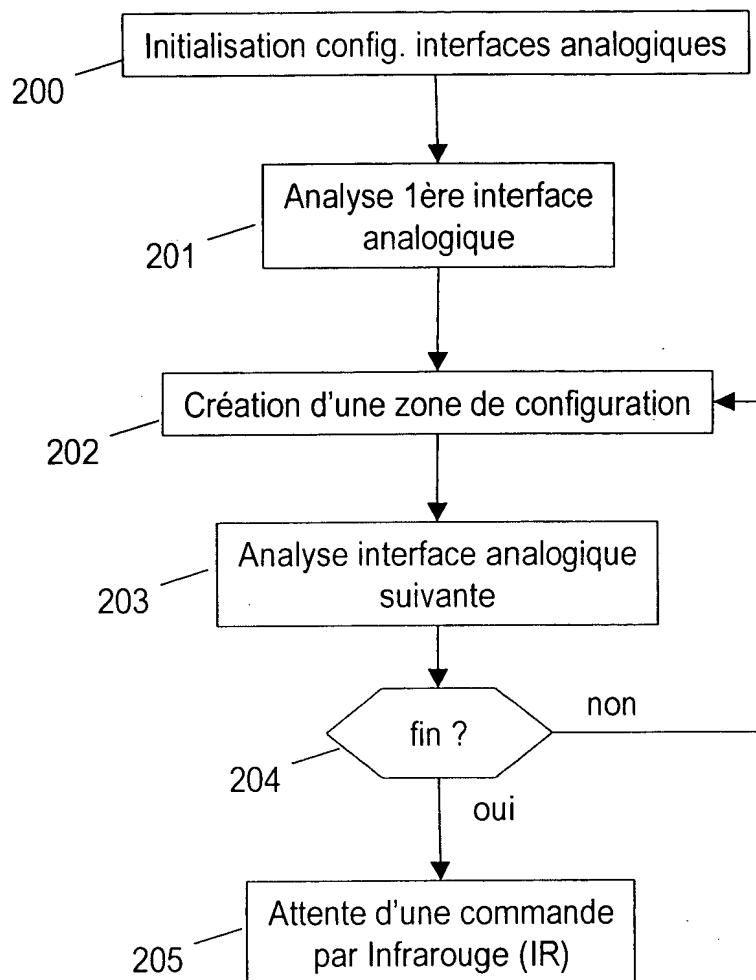 Initialisation config. interfaces analogiques
200
Analyse 1ère interface
analogique
201
Création d'une zone de configuration
202
Analyse interface analogique
suivante
203
fin ?
non
204
oui
Attente d'une commande
par Infrarouge (IR)
205